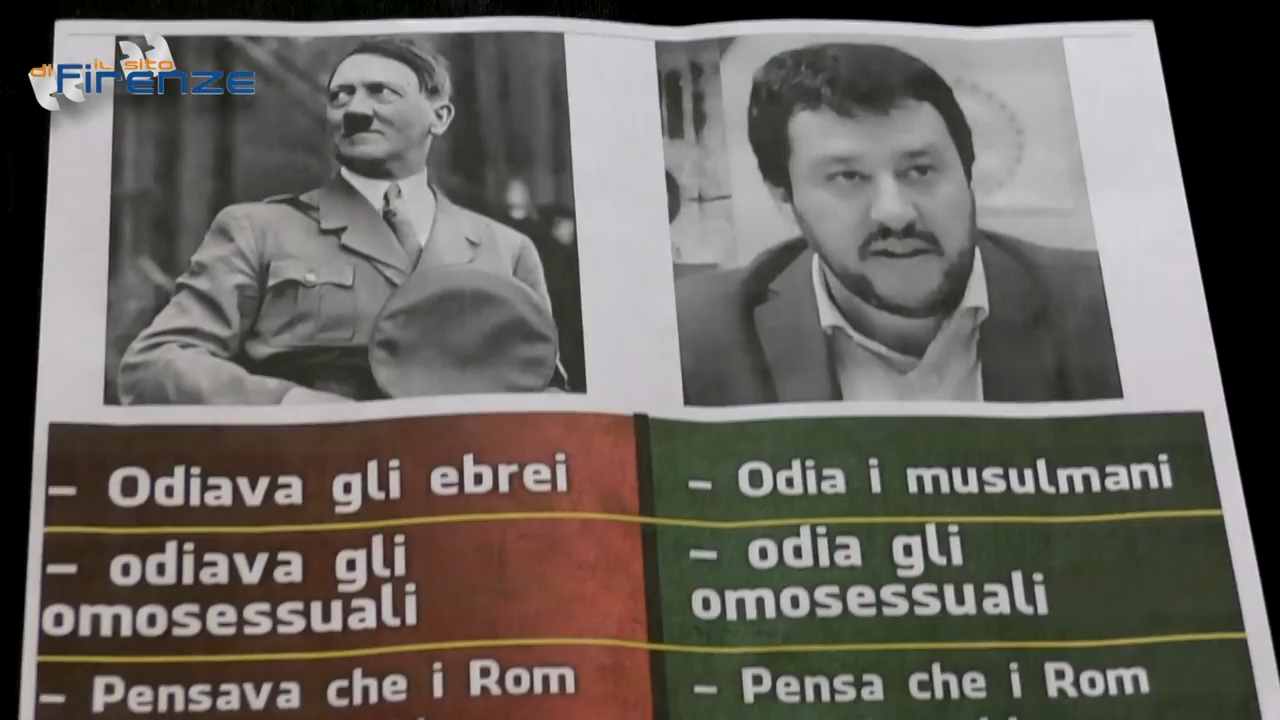 il sito
di Firenze
– Odiava gli ebrei
– Odia i musulmani
– odiava gli
omosessuali
– odia gli
omosessuali
– Pensava che i Rom
– Pensa che i Rom